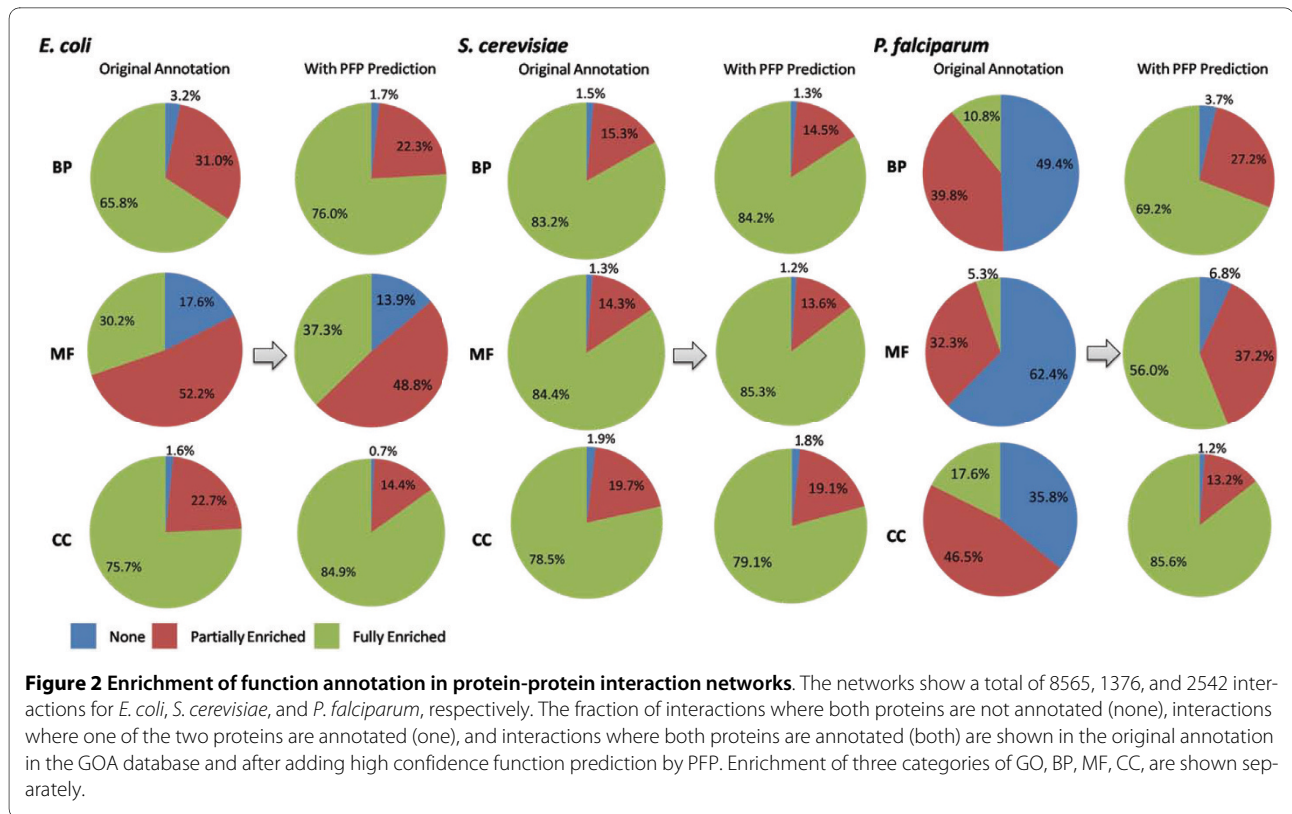 E. coli
S. cerevisiae
P. falciparum
Original Annotation
With PFP Prediction
Original Annotation
With PFP Prediction
Original Annotation
With PFP Prediction
BP
3.2%
31.0%
65.8%
1.7%
22.3%
76.0%
BP
1.5%
15.3%
83.2%
1.3%
14.5%
84.2%
BP
10.8%
49.4%
39.8%
3.7%
27.2%
69.2%
MF
17.6%
30.2%
52.2%
13.9%
37.3%
48.8%
MF
1.3%
14.3%
84.4%
1.2%
13.6%
85.3%
MF
5.3%
32.3%
62.4%
6.8%
37.2%
56.0%
CC
1.6%
22.7%
75.7%
0.7%
14.4%
84.9%
CC
1.9%
19.7%
78.5%
1.8%
19.1%
79.1%
CC
17.6%
35.8%
46.5%
1.2%
13.2%
85.6%
None
Partially Enriched
Fully Enriched
Figure 2 Enrichment of function annotation in protein-protein interaction networks. The networks show a total of 8565, 1376, and 2542 inter-
actions for E. coli, S. cerevisiae, and P. falciparum, respectively. The fraction of interactions where both proteins are not annotated (none), interactions
where one of the two proteins are annotated (one), and interactions where both proteins are annotated (both) are shown in the original annotation
in the GOA database and after adding high confidence function prediction by PFP. Enrichment of three categories of GO, BP, MF, CC, are shown sep-
arately.